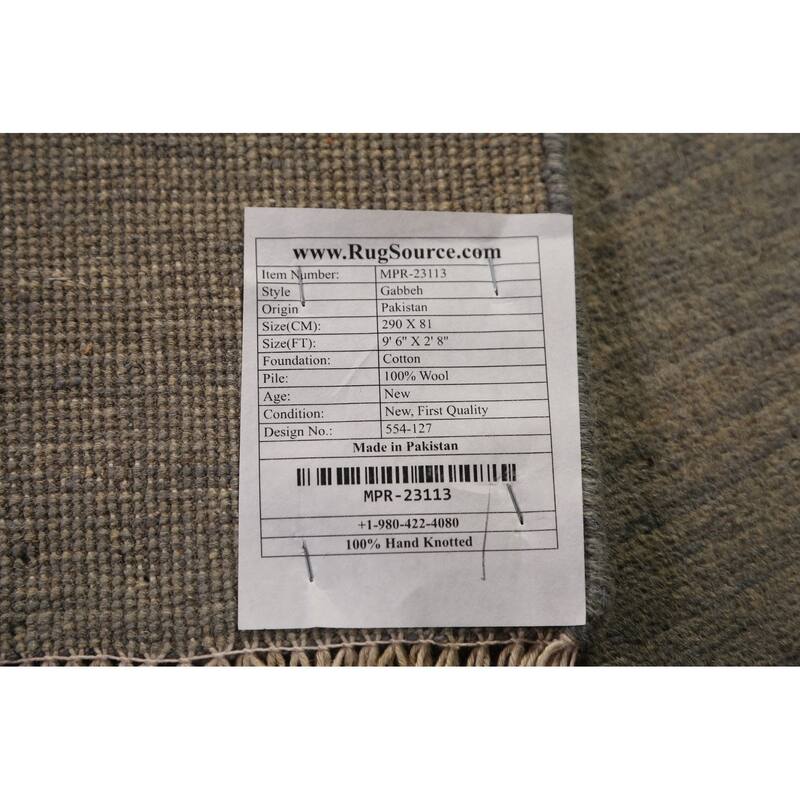 www.RugSource.com
Item Number: MPR-23113
Style Gabbeh
Origin Pakistan
Size(CM): 290 X 81
Size(FT): 9' 6" X 2' 8"
Foundation: Cotton
Pile: 100% Wool
Age: New
Condition: New, First Quality
Design No.: 554-127
Made in Pakistan
MPR-23113
+1-980-422-4080
100% Hand Knotted